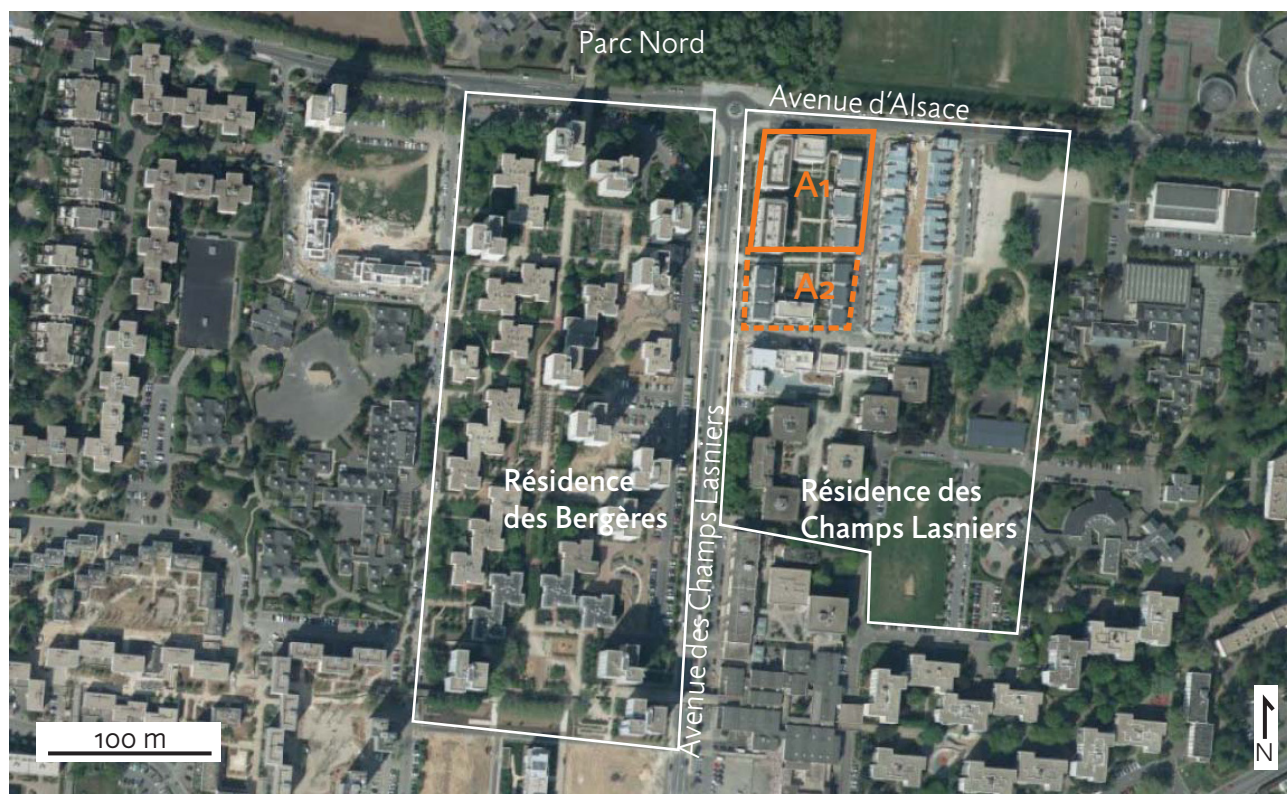 Parc Nord
Avenue d'Alsace
A1
A2
Avenue des Champs Lasniers
Résidence
des Bergères
Résidence des
Champs Lasniers
100 m
N